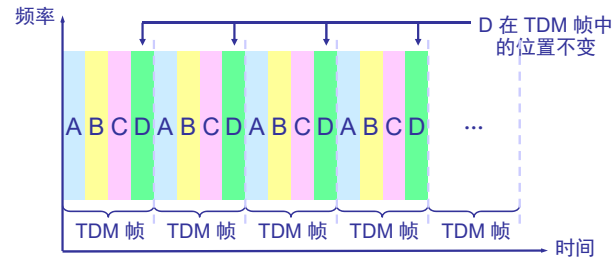 频率
D 在 TDM 帧中
的位置不变
A B C D A B C D A B C D A B C D ...
TDM 帧 TDM 帧 TDM 帧 TDM 帧 TDM 帧
时间